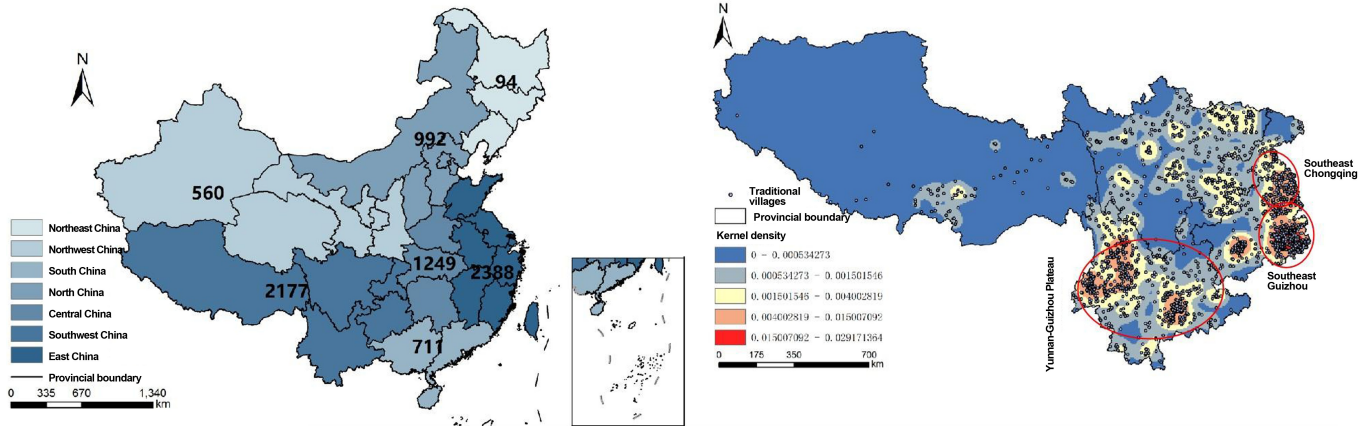 N
94
992
560
1249
2388
2177
711
Northeast China
Northwest China
South China
North China
Central China
Southwest China
East China
Provincial boundary
0 335 670 1,340
km
N
Traditional
villages
Provincial boundary
Kernel density
0 - 0.000534273
0.000534273 - 0.001501546
0.001501546 - 0.004002819
0.004002819 - 0.015007092
0.015007092 - 0.029171364
0 175 350 700
km
Southeast
Chongqing
Southeast
Guizhou
Yunnan-Guizhou Plateau